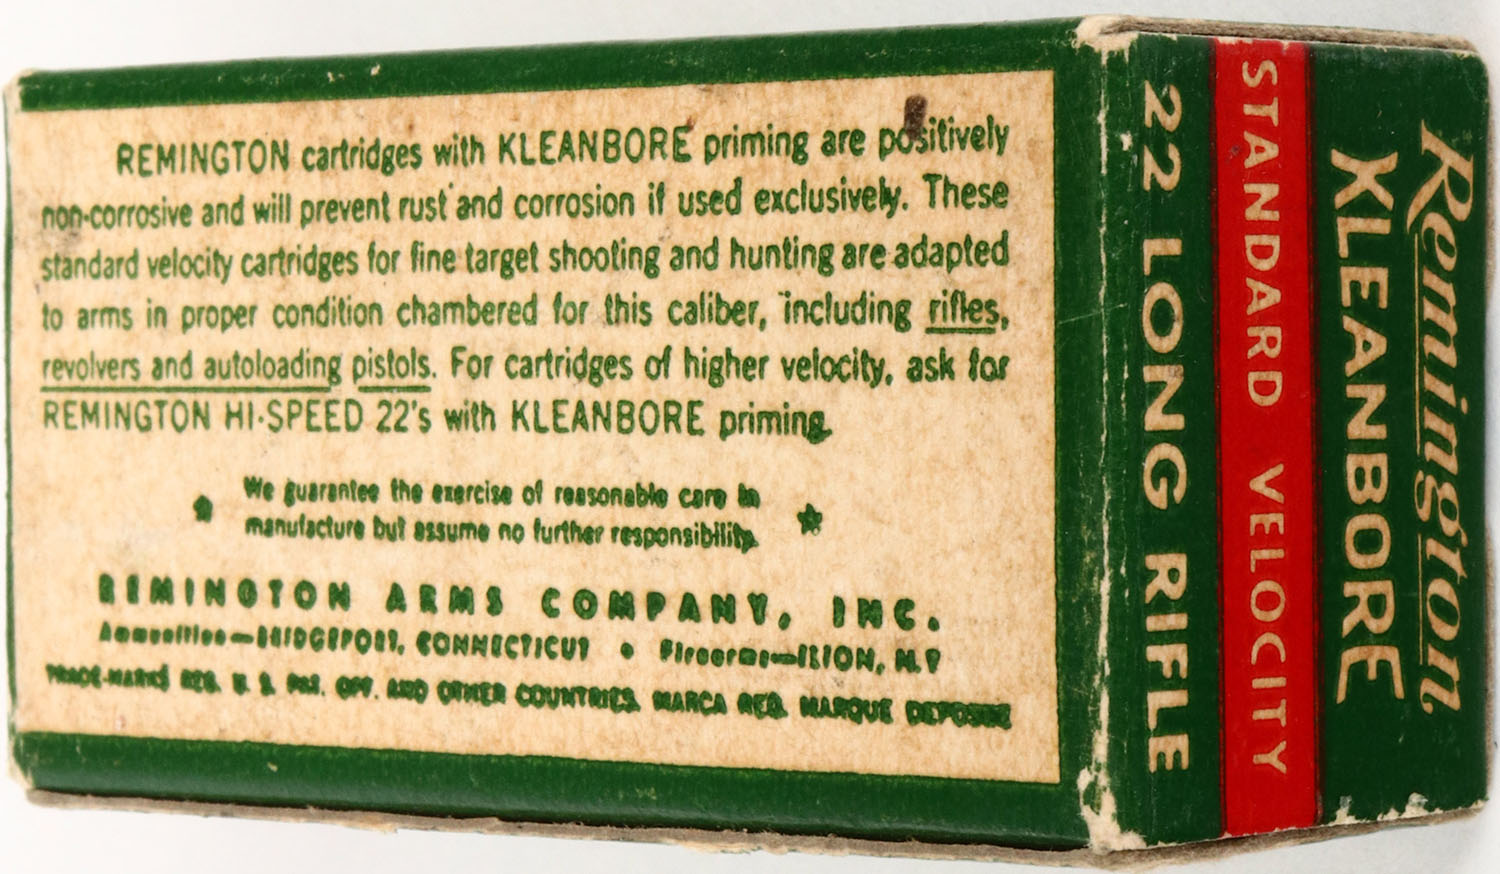 REMINGTON cartridges with KLEANBORE priming are positively
non-corrosive and will prevent rust and corrosion if used exclusively. These
standard velocity cartridges for fine target shooting and hunting are adapted
to arms in proper condition chambered for this caliber, including rifles,
revolvers and autoloading pistols. For cartridges of higher velocity, ask for
REMINGTON HI-SPEED 22's with KLEANBORE priming.
We guarantee the exercise of reasonable care in
manufacture but assume no further responsibility.
REMINGTON ARMS COMPANY, INC.
Ammunition—BRIDGEPORT, CONNECTICUT • Firearms—ILION, N.Y
TRADE-MARKS REG. U. S. PAT. OFF. AND OTHER COUNTRIES. MARCA REG. MARQUE DEPOSEE
Remington
KLEANBORE
STANDARD VELOCITY
22 LONG RIFLE